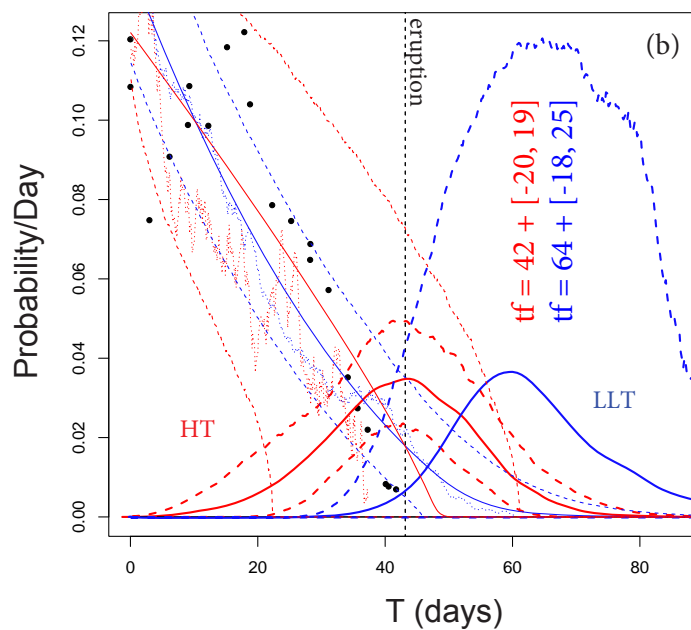 (b)
eruption
0.12
0.10
0.08
0.06
0.04
0.02
0.00
Probability/Day
tf = 42 + [-20, 19]
tf = 64 + [-18, 25]
HT
LLT
0 20 40 60 80
T (days)